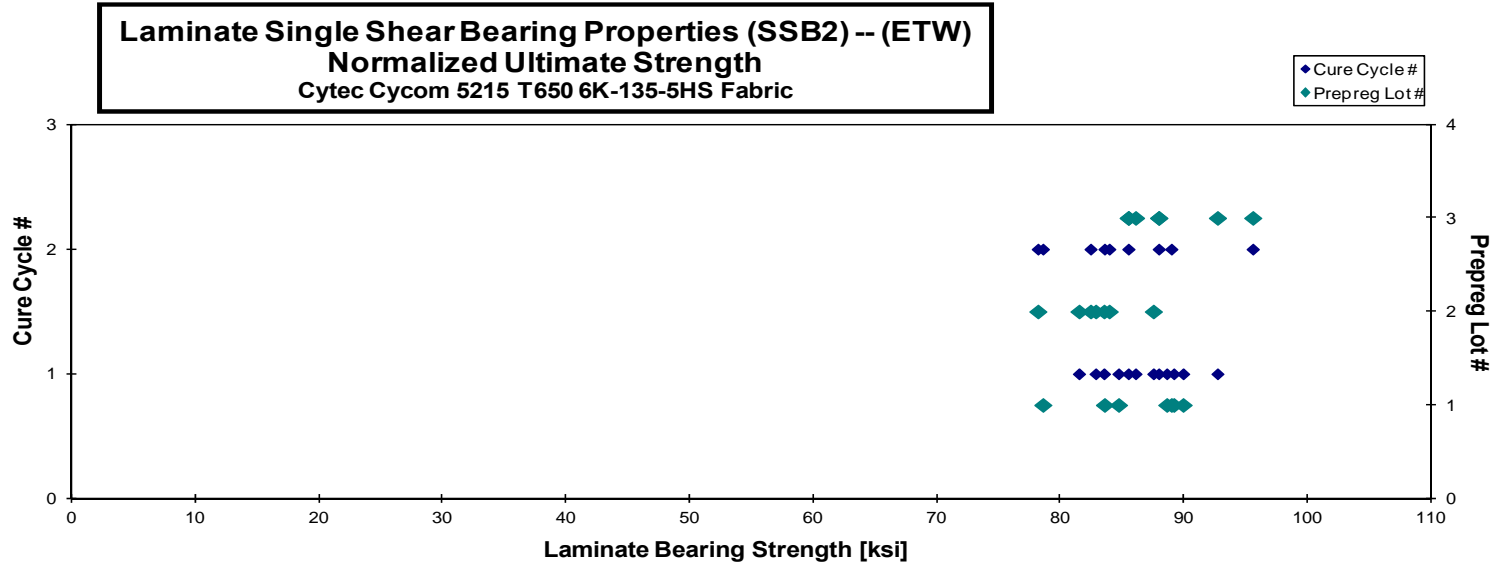 Laminate Single Shear Bearing Properties (SSB2) -- (ETW)
Normalized Ultimate Strength
Cytec Cycom 5215 T650 6K-135-5HS Fabric
Cure Cycle #
Prepreg Lot #
3
2
1
0
Cure Cycle #
4
3
2
1
0
Prepreg Lot #
0 10 20 30 40 50 60 70 80 90 100 110
Laminate Bearing Strength [ksi]